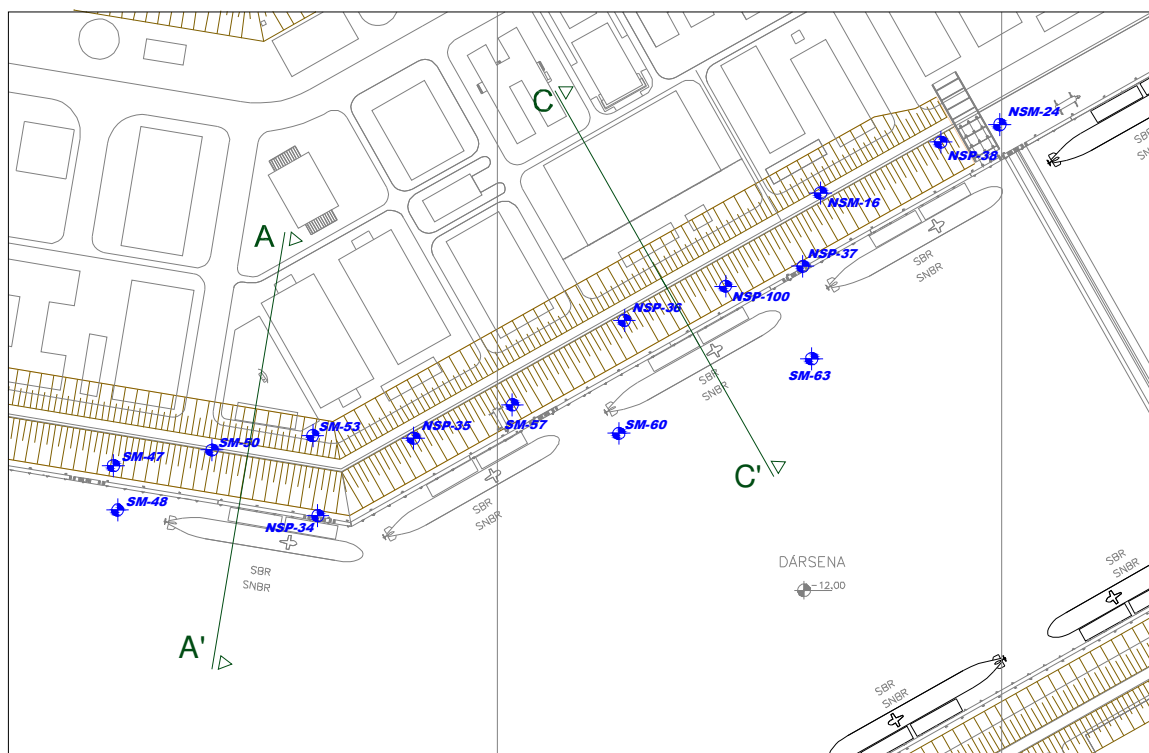 C
NSM-24
NSP-38
NSM-16
A
NSP-37
SBR
SNBR
NSP-100
NSP-36
SM-63
SBR
SNBR
SM-53
NSP-35
SM-57
SM-60
SM-50
SM-47
C'
SM-48
NSP-34
SBR
SNBR
SBR
SNBR
DÁRSENA
-12.00
SBR
SNBR
A'
SBR
SNBR